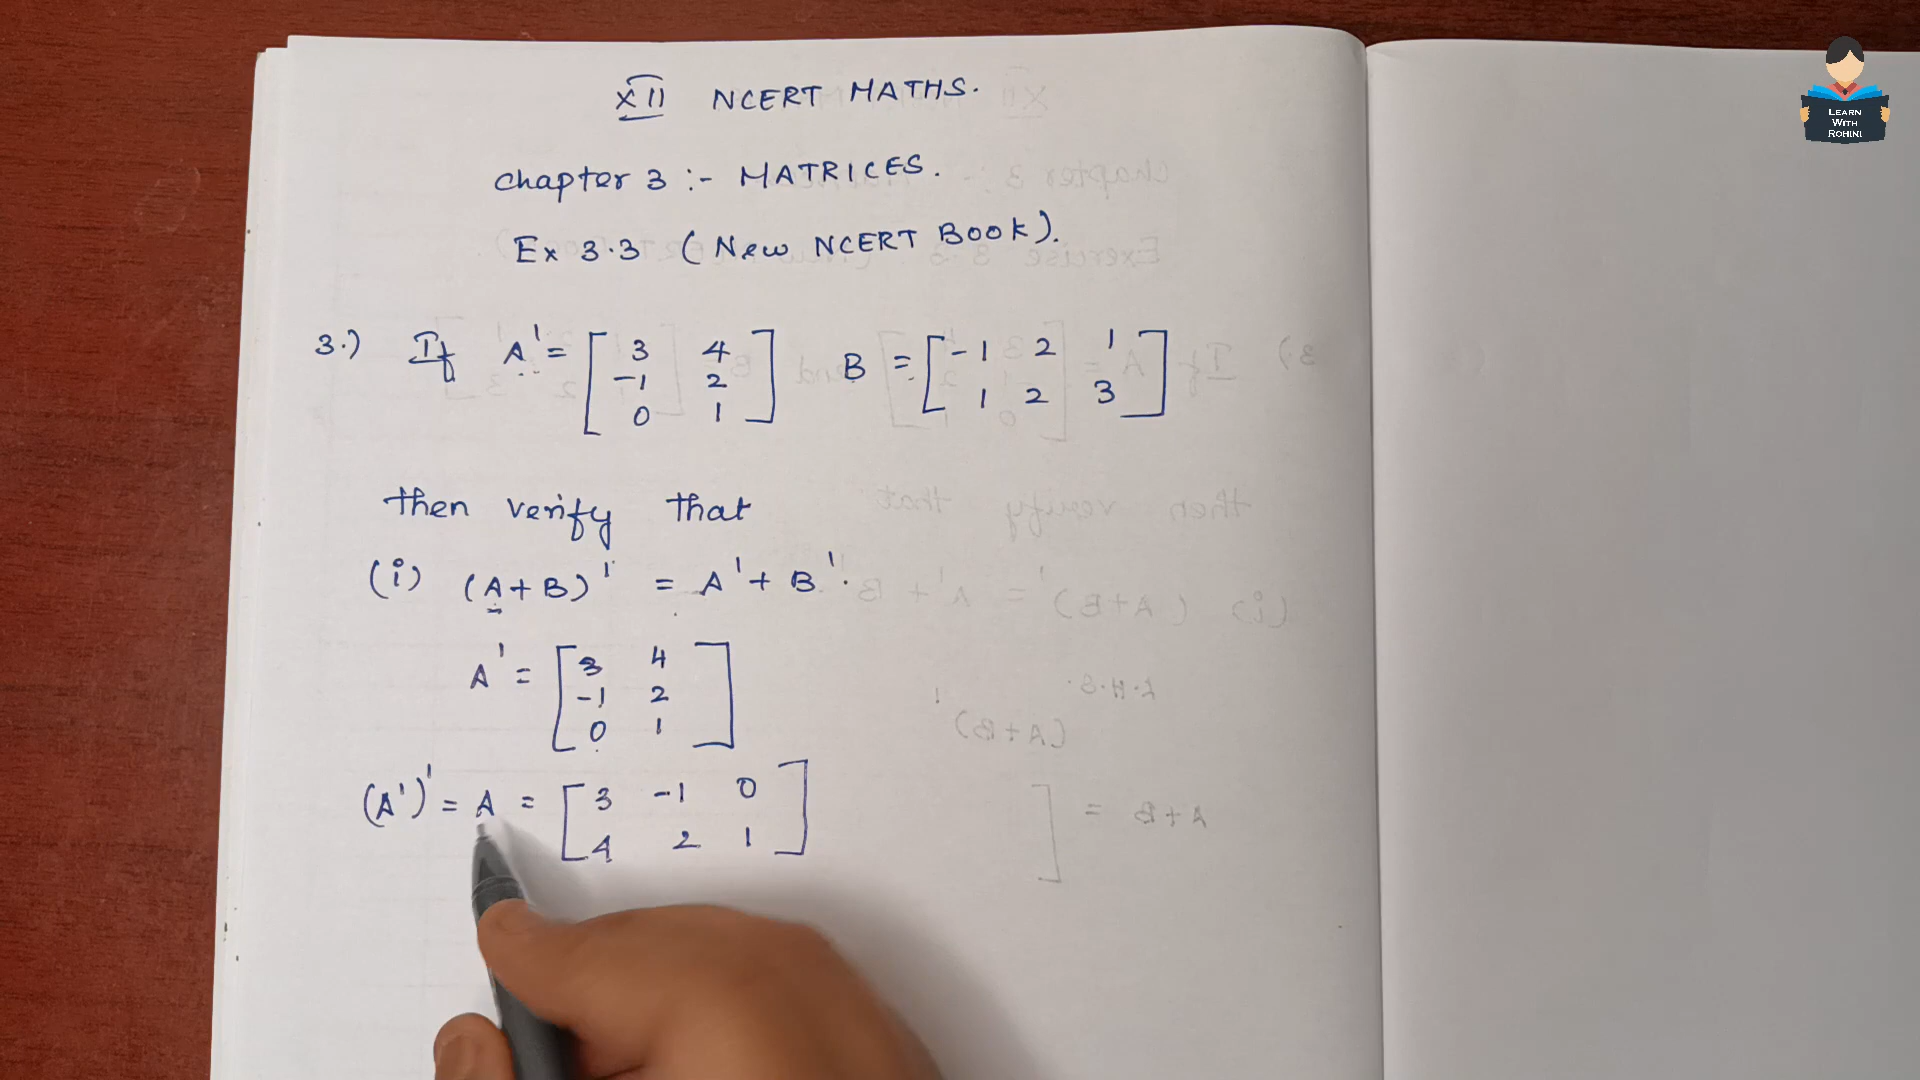 XII NCERT MATHS.
Chapter 3 :- MATRICES.
Ex 3.3 (New NCERT Book).
3.) If A' = [ 3 4 B = [ -1 2 1
-1 2
0 1 ] 1 2 3 ]
then verify that
(i) (A+B)' = A' + B'.
A' = [ 3 4
-1 2
0 1 ]
(A')' = A = [ 3 -1 0
4 2 1 ]
LEARN
WITH
ROHINI